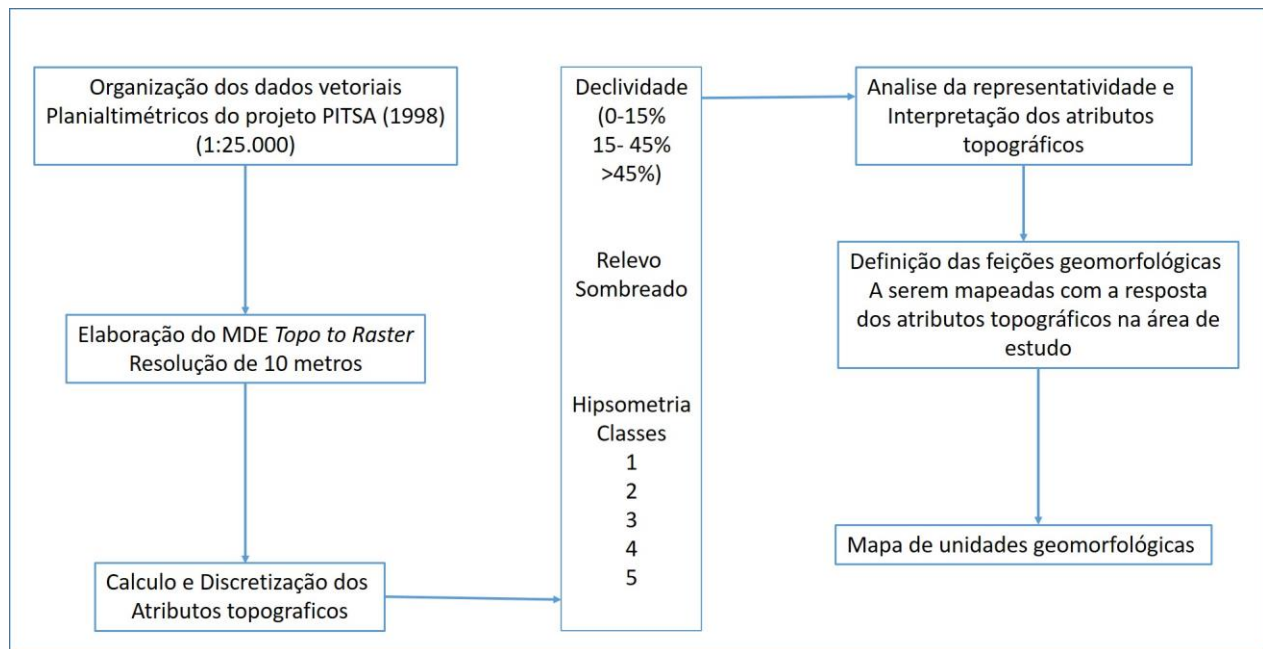 Organização dos dados vetoriais
Planialtimétricos do projeto PITSA (1998)
(1:25.000)
Elaboração do MDE Topo to Raster
Resolução de 10 metros
Calculo e Discretização dos
Atributos topograficos
Declividade
(0-15%
15- 45%
>45%)
Relevo
Sombreado
Hipsometria
Classes
1
2
3
4
5
Analise da representatividade e
Interpretação dos atributos
topográficos
Definição das feições geomorfológicas
A serem mapeadas com a resposta
dos atributos topográficos na área de
estudo
Mapa de unidades geomorfológicas